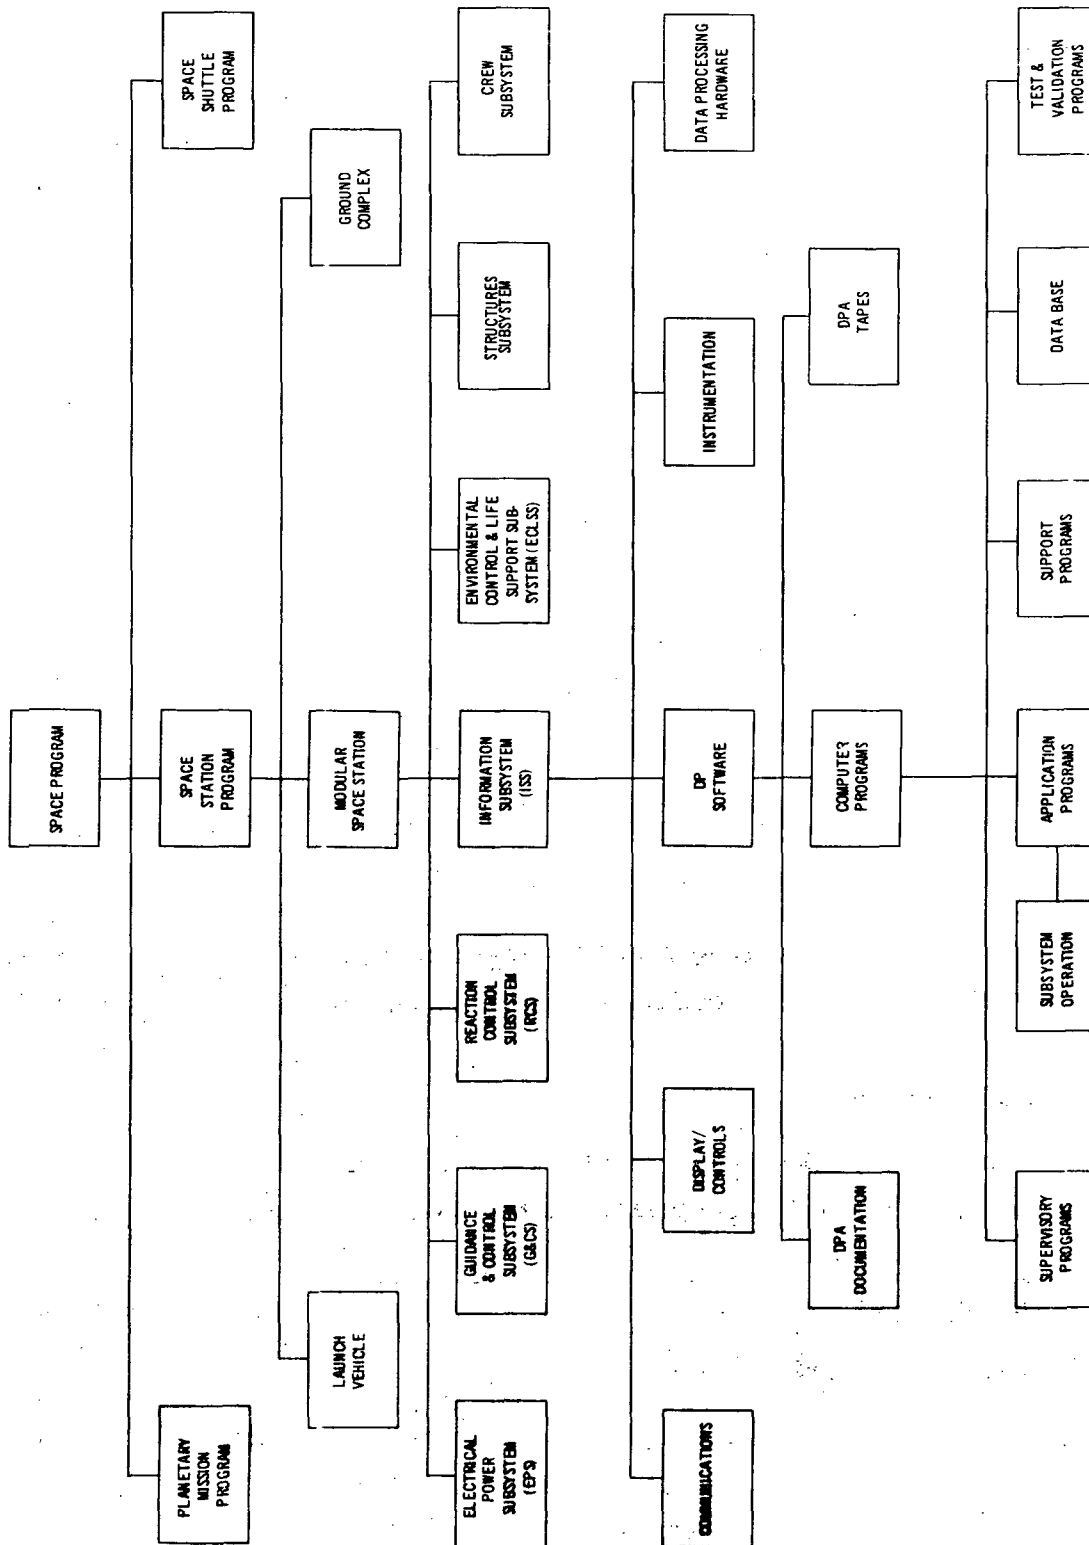 SPACE PROGRAM
PLANETARY
MISSION
PROGRAM
SPACE
STATION
PROGRAM
SPACE
SHUTTLE
PROGRAM
LAUNCH
VEHICLE
MODULAR
SPACE STATION
GROUND
COMPLEX
ELECTRICAL
POWER
SUBSYSTEM
(EPS)
GUIDANCE
& CONTROL
SUBSYSTEM
(G&CS)
REACTION
CONTROL
SUBSYSTEM
(RCS)
INFORMATION
SUBSYSTEM
(ISS)
ENVIRONMENTAL
CONTROL & LIFE
SUPPORT SUB-
SYSTEM (ECLSS)
STRUCTURES
SUBSYSTEM
CREW
SUBSYSTEM
COMMUNICATIONS
DISPLAY/
CONTROLS
DP
SOFTWARE
INSTRUMENTATION
DATA PROCESSING
HARDWARE
DPA
DOCUMENTATION
COMPUTER
PROGRAMS
DPA
TAPES
SUPERVISORY
PROGRAMS
SUBSYSTEM
OPERATION
APPLICATION
PROGRAMS
SUPPORT
PROGRAMS
DATA BASE
TEST &
VALIDATION
PROGRAMS